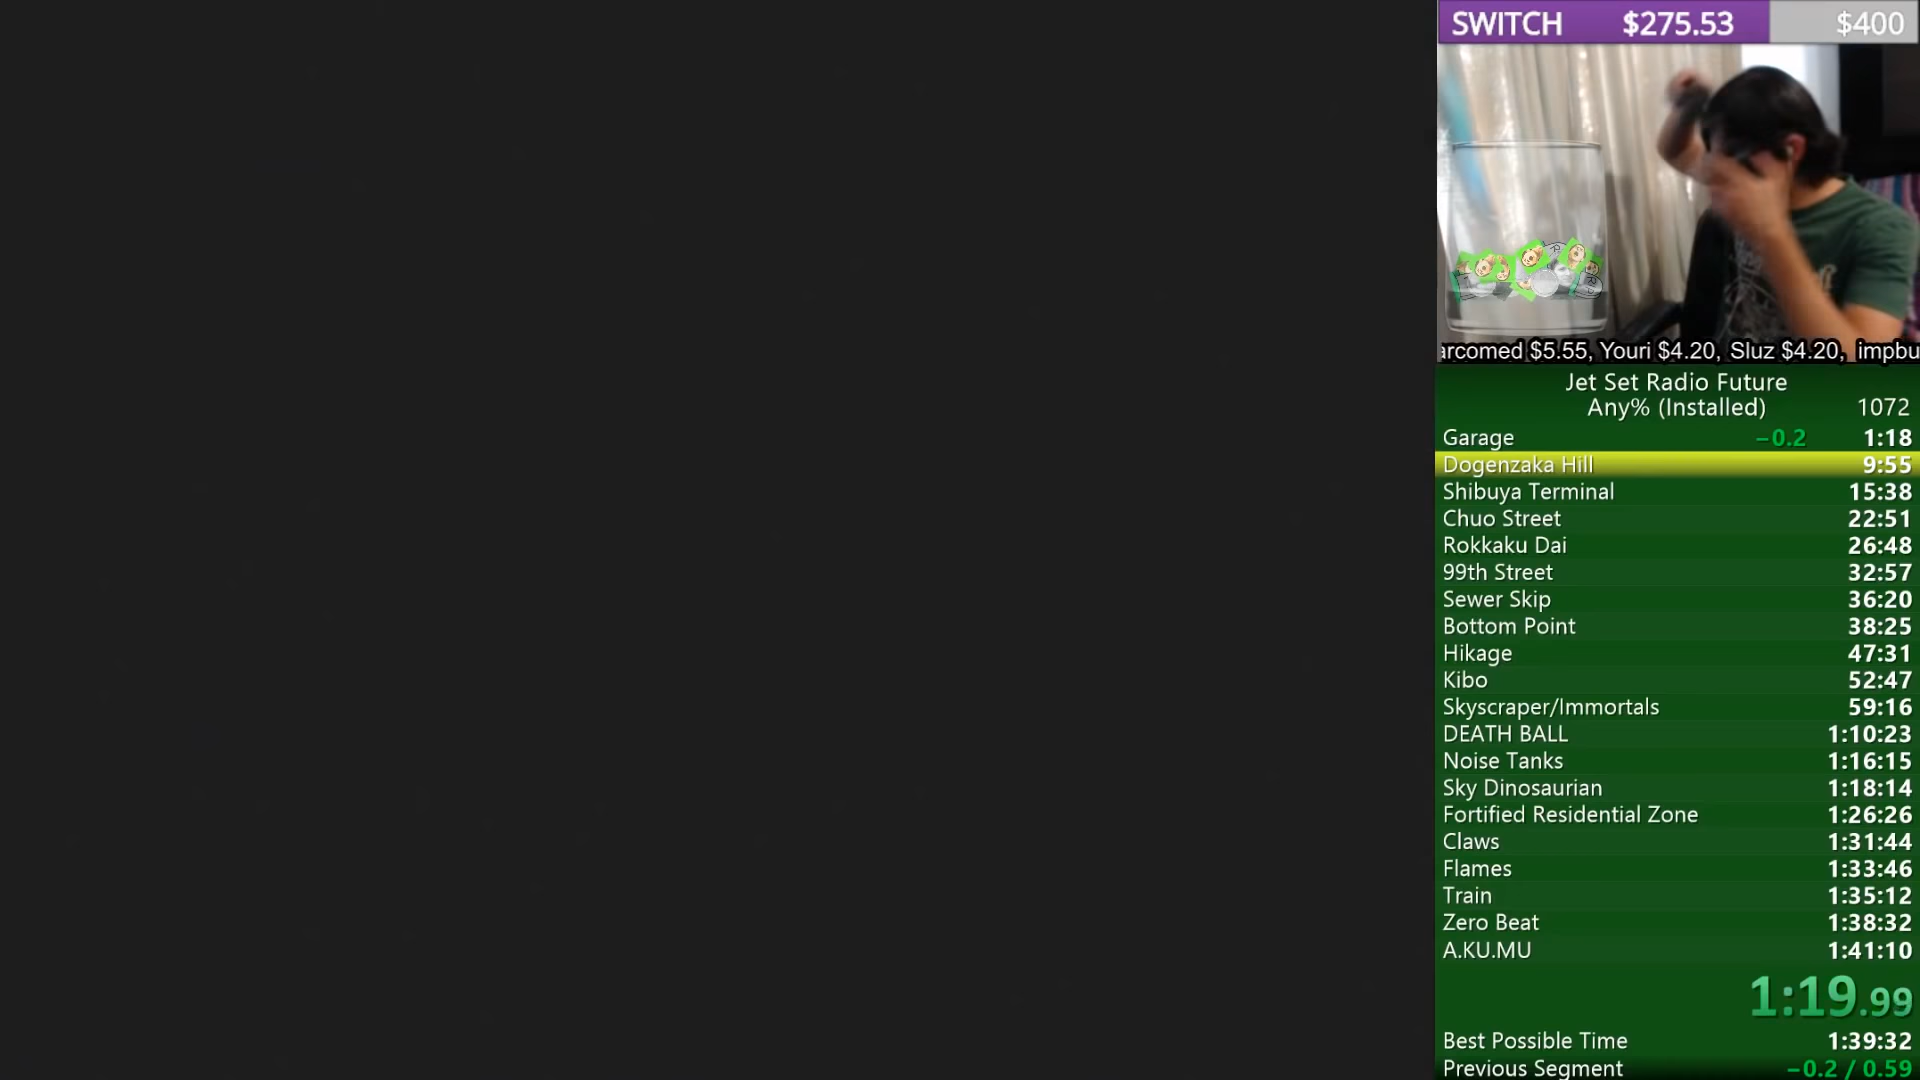 SWITCH $275.53 $400
arcomed $5.55, Youri $4.20, Sluz $4.20, impbu
Jet Set Radio Future
Any% (Installed) 1072
Garage −0.2 1:18
Dogenzaka Hill 9:55
Shibuya Terminal 15:38
Chuo Street 22:51
Rokkaku Dai 26:48
99th Street 32:57
Sewer Skip 36:20
Bottom Point 38:25
Hikage 47:31
Kibo 52:47
Skyscraper/Immortals 59:16
DEATH BALL 1:10:23
Noise Tanks 1:16:15
Sky Dinosaurian 1:18:14
Fortified Residential Zone 1:26:26
Claws 1:31:44
Flames 1:33:46
Train 1:35:12
Zero Beat 1:38:32
A.KU.MU 1:41:10
1:19.99
Best Possible Time 1:39:32
Previous Segment −0.2 / 0.59